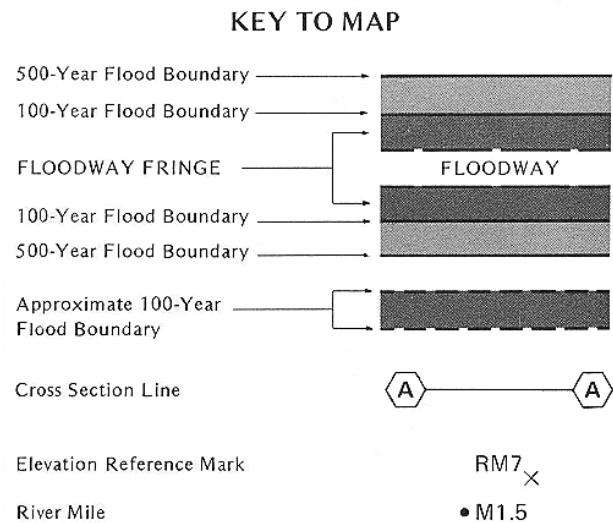 KEY TO MAP
500-Year Flood Boundary
100-Year Flood Boundary
FLOODWAY FRINGE
FLOODWAY
100-Year Flood Boundary
500-Year Flood Boundary
Approximate 100-Year
Flood Boundary
Cross Section Line
A A
Elevation Reference Mark
RM7
River Mile
M1.5